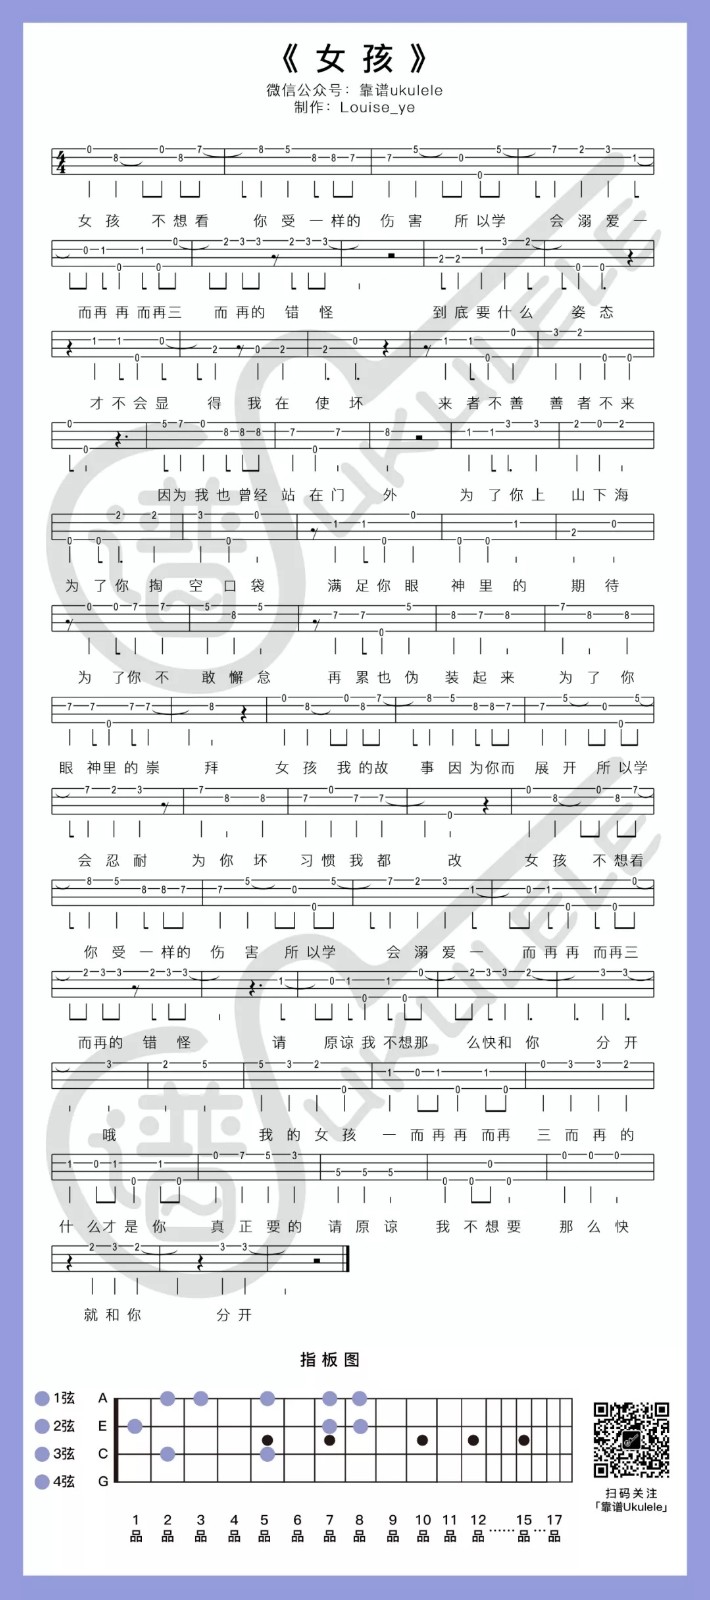 《女孩》
微信公众号：靠谱ukulele
制作：Louise_ye
女孩 不想看 你受一样的伤害 所以学 会溺爱一
而再再而再三 而再的错怪 到底要什么 姿态
才不会显 得我在使坏 来者不善 善者不来
因为我也曾经站在门 外 为了你上 山下海
为了你掏空口袋 满足你眼 神里的 期待
为了你不 敢懈怠 再累也伪 装起来 为了你
眼神里的崇 拜 女孩 我的故 事因为你而 展开 所以学
会忍耐 为你坏 习惯我都 改 女孩 不想看
你受一样的伤害 所以学 会溺爱一 而再再 而再三
而再的错怪 请 原谅我不想那 么快和你 分开
哦 我的女孩 一而再再而再 三而再的
什么才是你 真正要的 请原谅 我不想要 那么快
就和你 分开
指板图
1弦 A
2弦 E
3弦 C
4弦 G
1 2 3 4 5 6 7 8 9 10 11 12 ······ 15 ··· 17
品 品 品 品 品 品 品 品 品 品 品 品 品 品
扫码关注
「靠谱Ukulele」
谱 UKULELE
谱 UKULELE